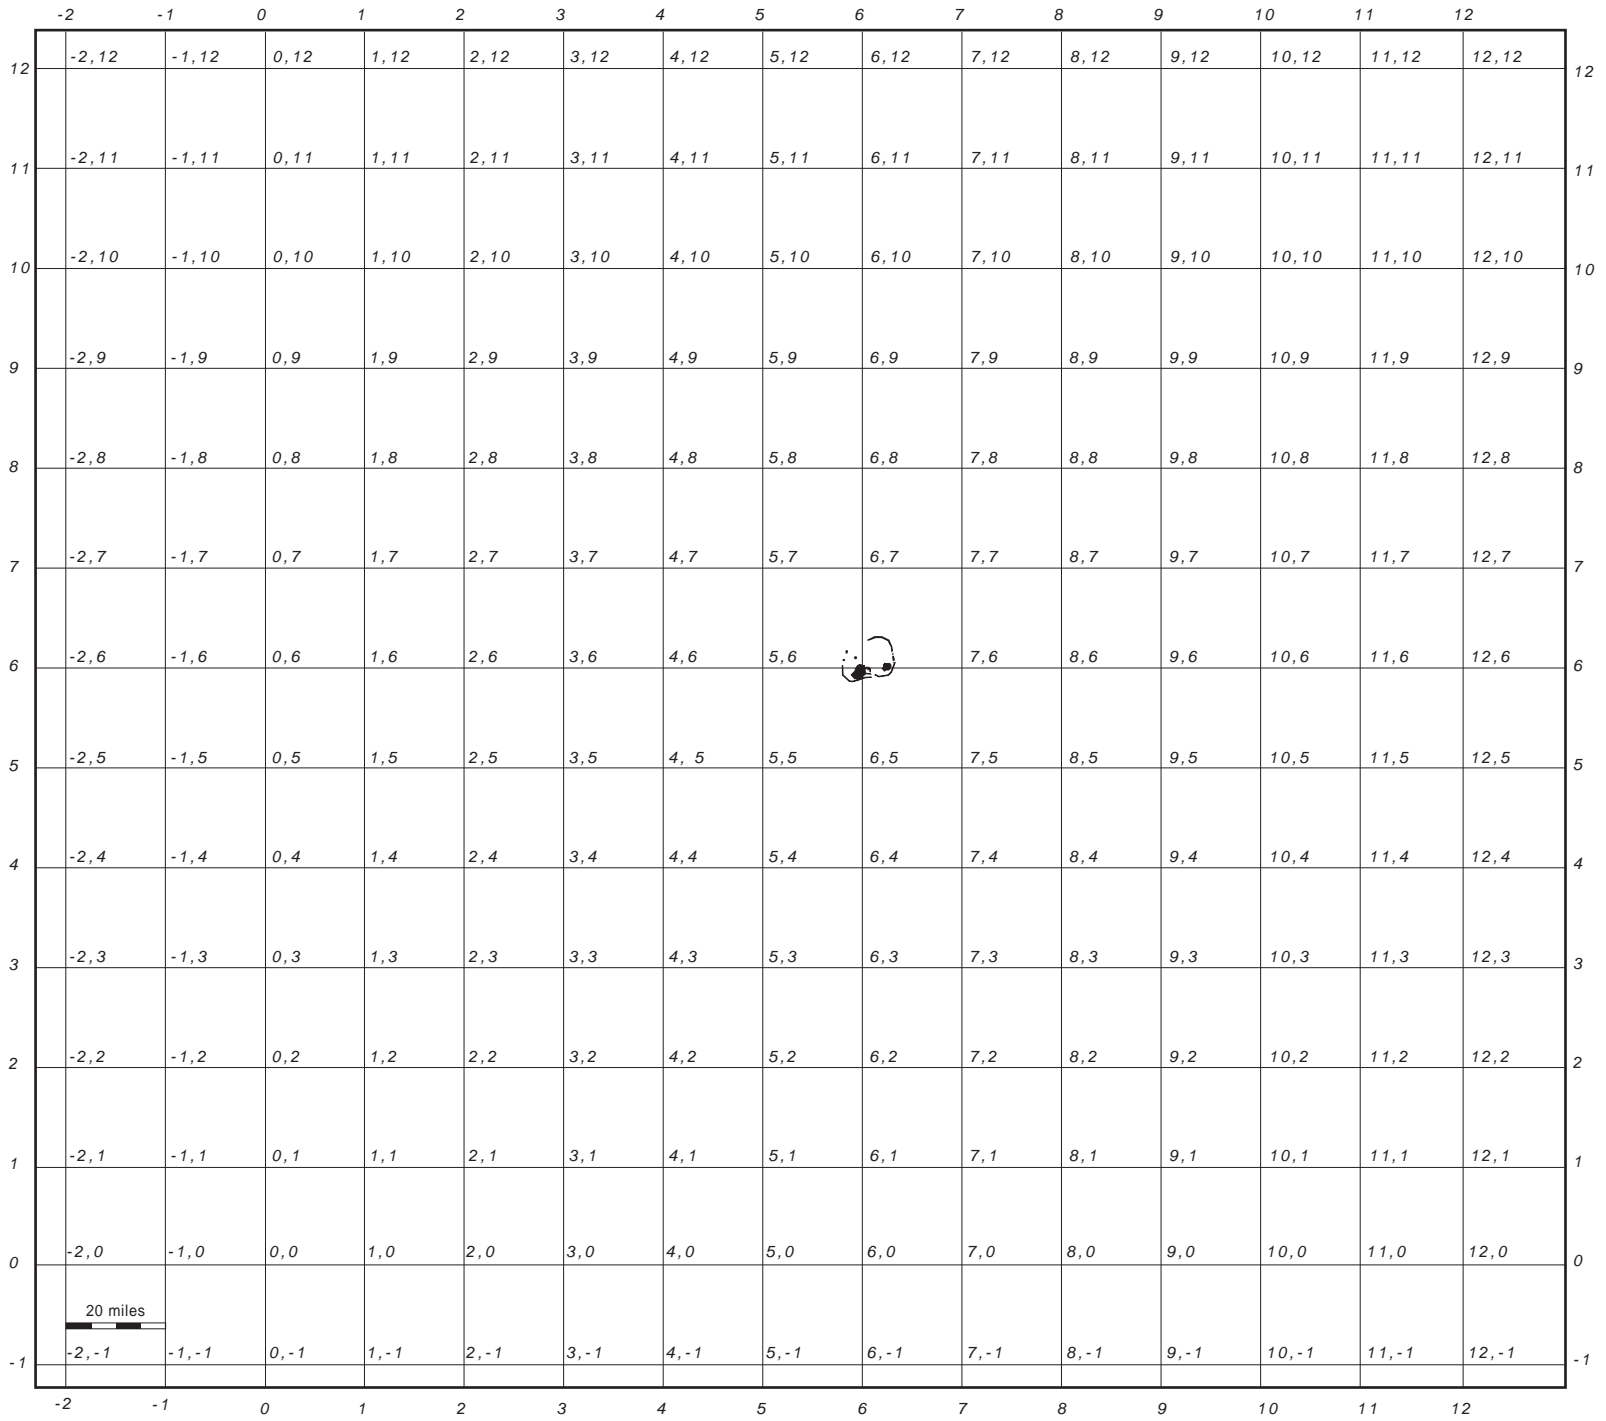 -2 -1 0 1 2 3 4 5 6 7 8 9 10 11 12
-2,12 -1,12 0,12 1,12 2,12 3,12 4,12 5,12 6,12 7,12 8,12 9,12 10,12 11,12 12,12
12 12
-2,11 -1,11 0,11 1,11 2,11 3,11 4,11 5,11 6,11 7,11 8,11 9,11 10,11 11,11 12,11
11 11
-2,10 -1,10 0,10 1,10 2,10 3,10 4,10 5,10 6,10 7,10 8,10 9,10 10,10 11,10 12,10
10 10
-2,9 -1,9 0,9 1,9 2,9 3,9 4,9 5,9 6,9 7,9 8,9 9,9 10,9 11,9 12,9
9 9
-2,8 -1,8 0,8 1,8 2,8 3,8 4,8 5,8 6,8 7,8 8,8 9,8 10,8 11,8 12,8
8 8
-2,7 -1,7 0,7 1,7 2,7 3,7 4,7 5,7 6,7 7,7 8,7 9,7 10,7 11,7 12,7
7 7
-2,6 -1,6 0,6 1,6 2,6 3,6 4,6 5,6 7,6 8,6 9,6 10,6 11,6 12,6
6 6
-2,5 -1,5 0,5 1,5 2,5 3,5 4, 5 5,5 6,5 7,5 8,5 9,5 10,5 11,5 12,5
5 5
-2,4 -1,4 0,4 1,4 2,4 3,4 4,4 5,4 6,4 7,4 8,4 9,4 10,4 11,4 12,4
4 4
-2,3 -1,3 0,3 1,3 2,3 3,3 4,3 5,3 6,3 7,3 8,3 9,3 10,3 11,3 12,3
3 3
-2,2 -1,2 0,2 1,2 2,2 3,2 4,2 5,2 6,2 7,2 8,2 9,2 10,2 11,2 12,2
2 2
-2,1 -1,1 0,1 1,1 2,1 3,1 4,1 5,1 6,1 7,1 8,1 9,1 10,1 11,1 12,1
1 1
-2,0 -1,0 0,0 1,0 2,0 3,0 4,0 5,0 6,0 7,0 8,0 9,0 10,0 11,0 12,0
0 0
20 miles
-2,-1 -1,-1 0,-1 1,-1 2,-1 3,-1 4,-1 5,-1 6,-1 7,-1 8,-1 9,-1 10,-1 11,-1 12,-1
-1 -1
-2 -1 0 1 2 3 4 5 6 7 8 9 10 11 12